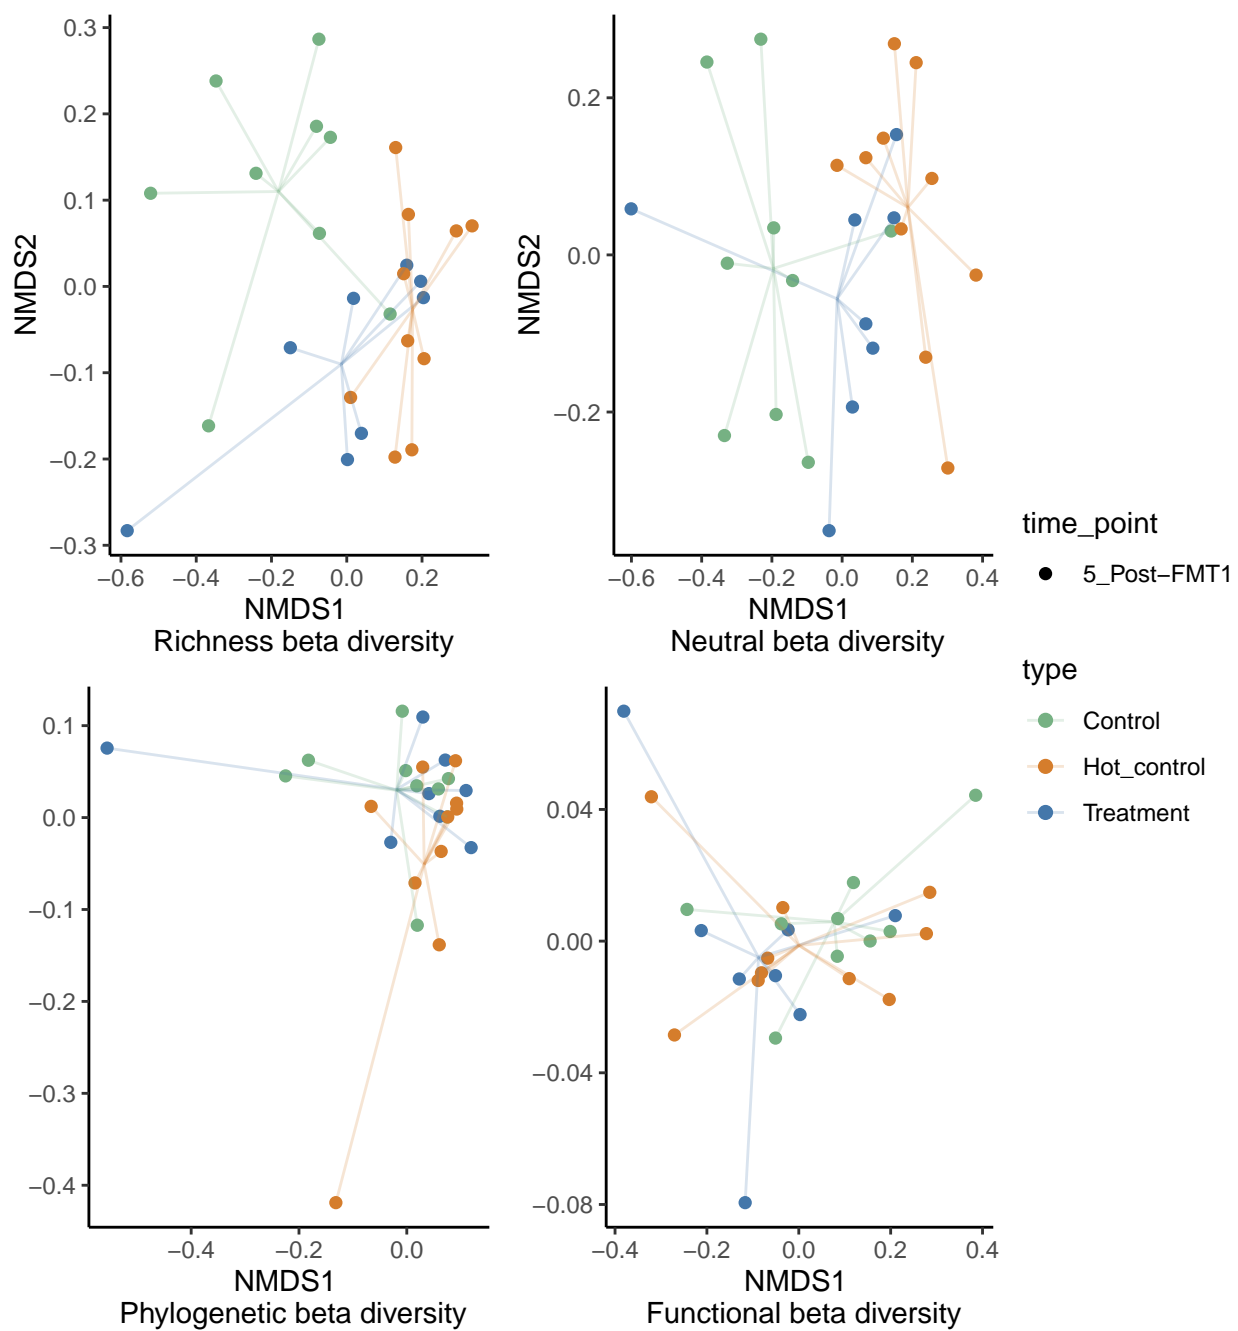 0.3
0.2
0.1
0.0
−0.1
−0.2
−0.3
NMDS2
−0.6 −0.4 −0.2 0.0 0.2
NMDS1
Richness beta diversity
0.2
0.0
−0.2
NMDS2
−0.6 −0.4 −0.2 0.0 0.2 0.4
NMDS1
Neutral beta diversity
time_point
5_Post−FMT1
type
Control
Hot_control
Treatment
0.1
0.0
−0.1
−0.2
−0.3
−0.4
−0.4 −0.2 0.0
NMDS1
Phylogenetic beta diversity
0.04
0.00
−0.04
−0.08
−0.4 −0.2 0.0 0.2 0.4
NMDS1
Functional beta diversity